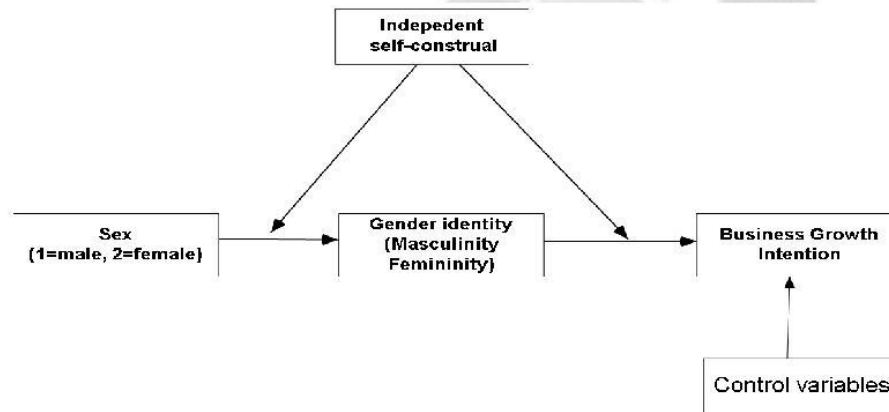 Indepedent
self-construal
Sex
(1=male, 2=female)
Gender identity
(Masculinity
Femininity)
Business Growth
Intention
Control variables